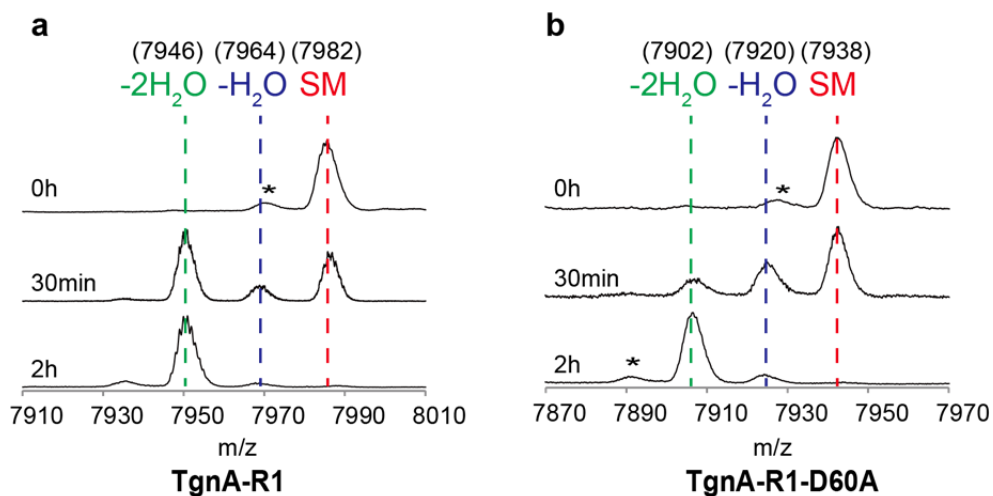 a
(7946) (7964) (7982)
-2H₂O -H₂O SM
0h
*
30min
2h
7910 7930 7950 7970 7990 8010
m/z
TgnA-R1
b
(7902) (7920) (7938)
-2H₂O -H₂O SM
0h
*
30min
2h
*
7870 7890 7910 7930 7950 7970
m/z
TgnA-R1-D60A